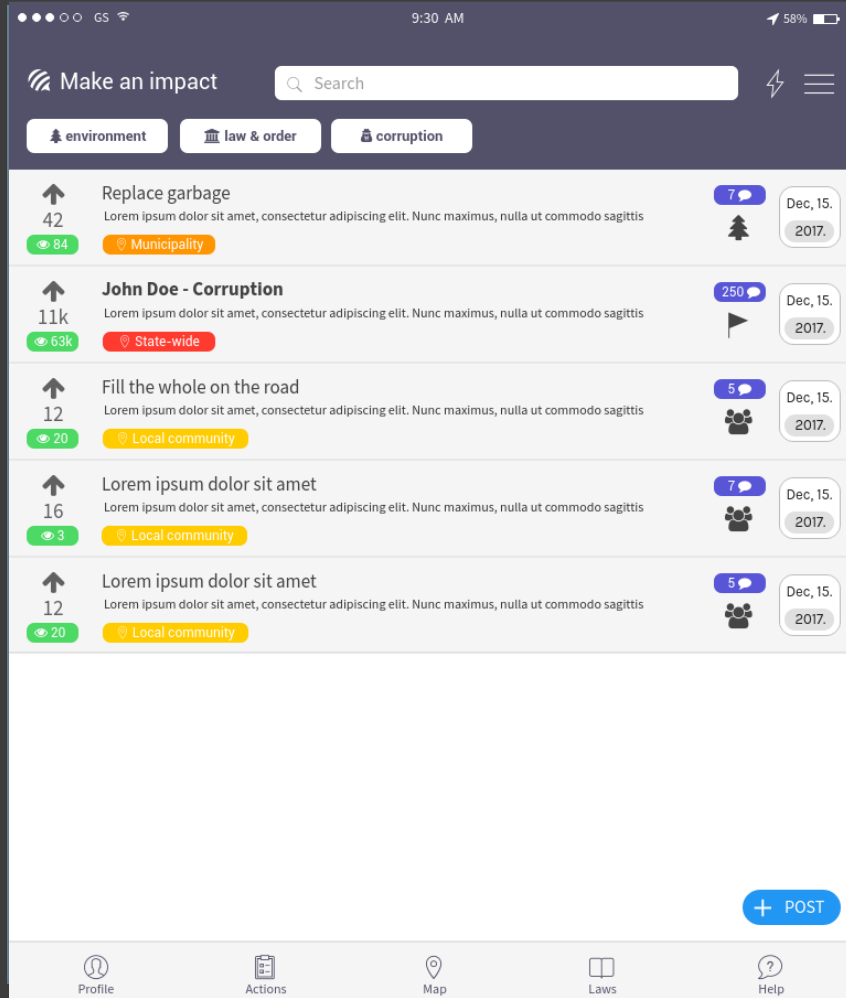 GS
9:30 AM
58%
Make an impact
Search
environment
law & order
corruption
Replace garbage
7
Dec, 15.
Lorem ipsum dolor sit amet, consectetur adipiscing elit. Nunc maximus, nulla ut commodo sagittis
42
2017.
84
Municipality
John Doe - Corruption
250
Dec, 15.
Lorem ipsum dolor sit amet, consectetur adipiscing elit. Nunc maximus, nulla ut commodo sagittis
11k
2017.
63k
State-wide
Fill the whole on the road
5
Dec, 15.
Lorem ipsum dolor sit amet, consectetur adipiscing elit. Nunc maximus, nulla ut commodo sagittis
12
2017.
20
Local community
Lorem ipsum dolor sit amet
7
Dec, 15.
Lorem ipsum dolor sit amet, consectetur adipiscing elit. Nunc maximus, nulla ut commodo sagittis
16
2017.
3
Local community
Lorem ipsum dolor sit amet
5
Dec, 15.
Lorem ipsum dolor sit amet, consectetur adipiscing elit. Nunc maximus, nulla ut commodo sagittis
12
2017.
20
Local community
+ POST
Profile
Actions
Map
Laws
Help